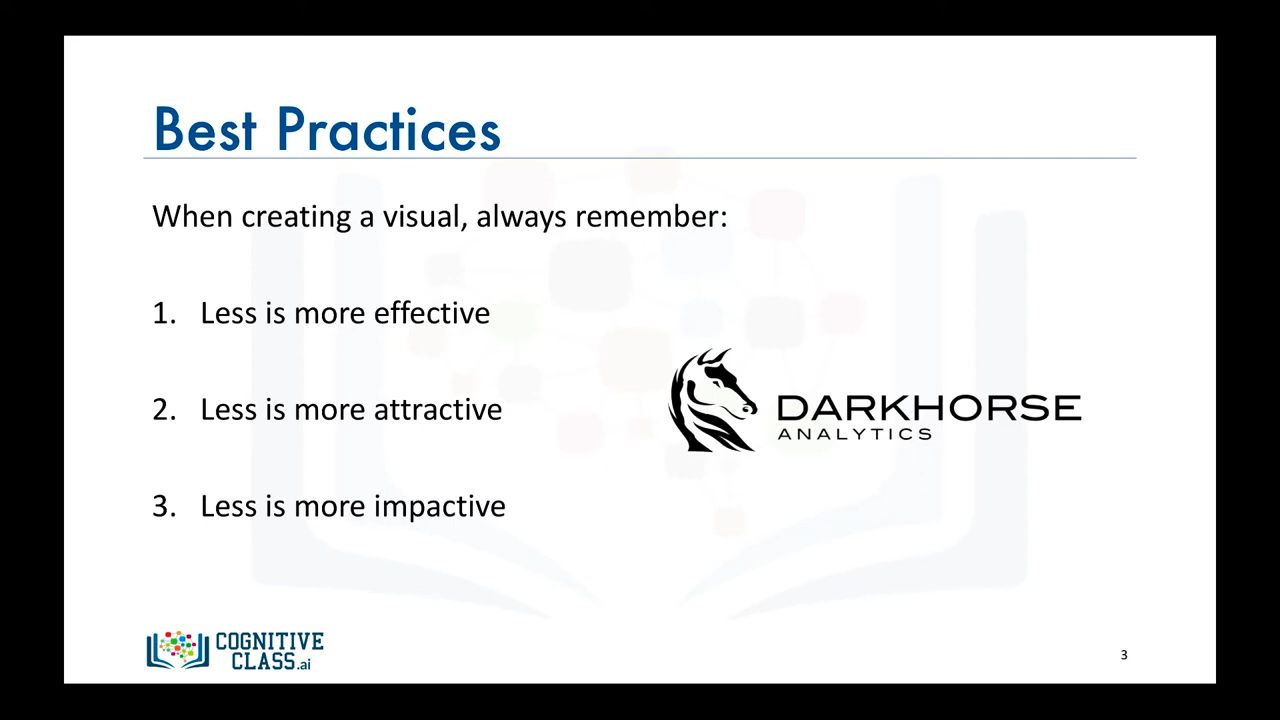 Best Practices
When creating a visual, always remember:
1. Less is more effective
2. Less is more attractive
3. Less is more impactive
DARKHORSE
ANALYTICS
COGNITIVE
CLASS.ai
3